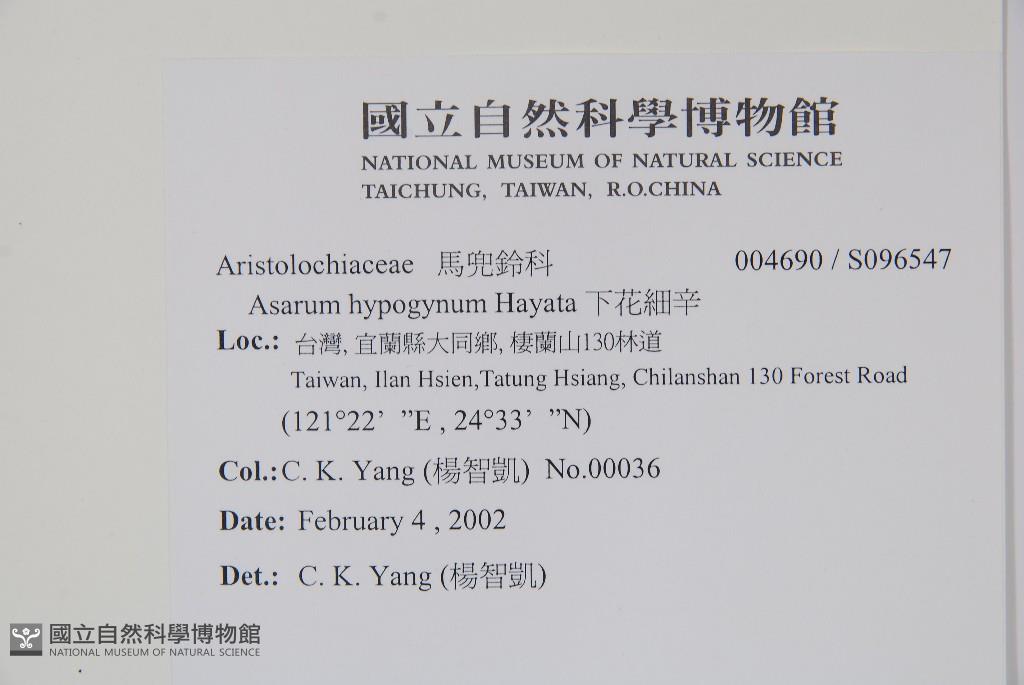 國立自然科學博物館
NATIONAL MUSEUM OF NATURAL SCIENCE
TAICHUNG, TAIWAN, R.O.CHINA
Aristolochiaceae 馬兜鈴科 004690 / S096547
Asarum hypogynum Hayata 下花細辛
Loc.: 台灣, 宜蘭縣大同鄉, 棲蘭山130林道
Taiwan, Ilan Hsien,Tatung Hsiang, Chilanshan 130 Forest Road
(121°22’ ”E , 24°33’ ”N)
Col.:C. K. Yang (楊智凱) No.00036
Date: February 4 , 2002
Det.: C. K. Yang (楊智凱)
國立自然科學博物館
NATIONAL MUSEUM OF NATURAL SCIENCE